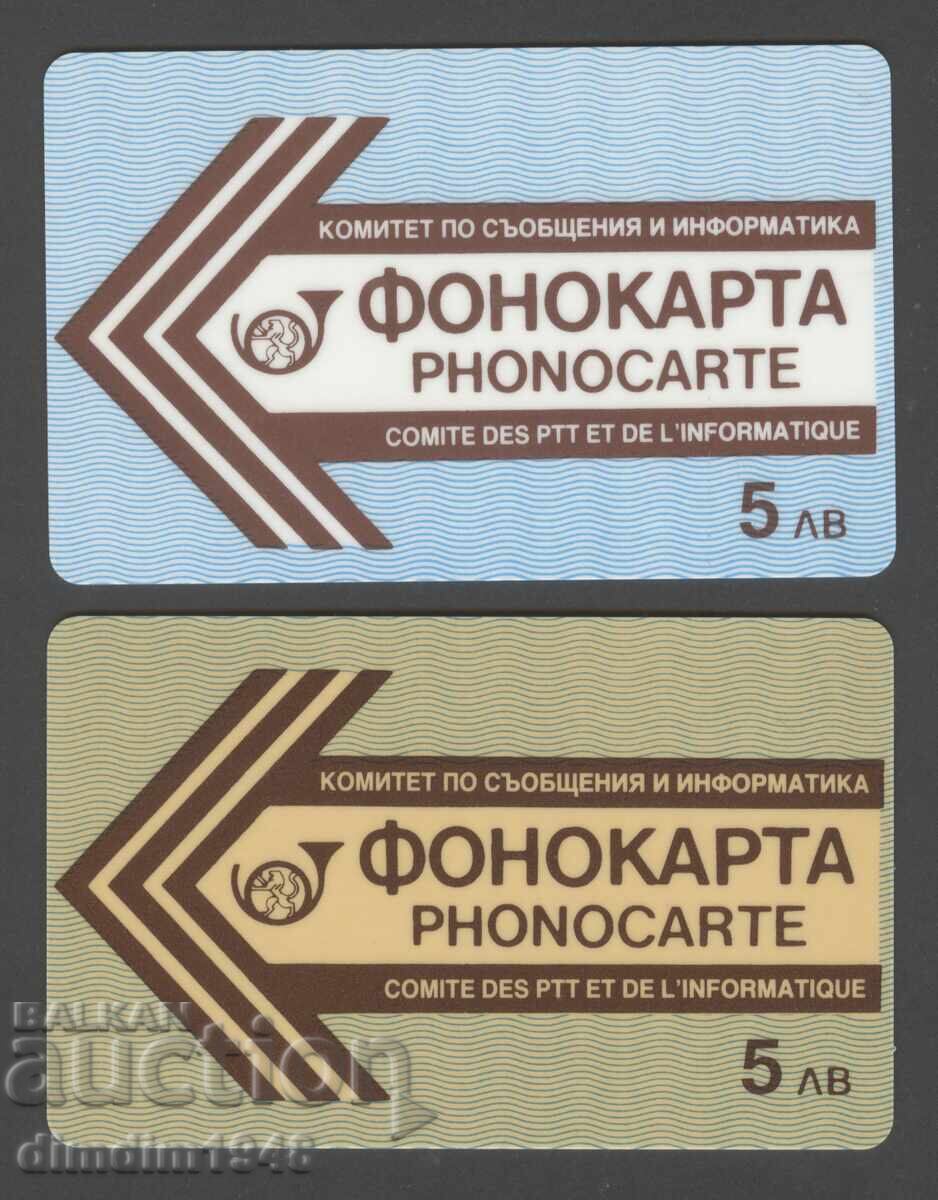 КОМИТЕТ ПО СЪОБЩЕНИЯ И ИНФОРМАТИКА
ФОНОКАРТА
PHONOCARTE
COMITE DES PTT ET DE L'INFORMATIQUE
5 ЛВ
КОМИТЕТ ПО СЪОБЩЕНИЯ И ИНФОРМАТИКА
ФОНОКАРТА
PHONOCARTE
COMITE DES PTT ET DE L'INFORMATIQUE
5 ЛВ
BALKAN
auction
dimdim1948